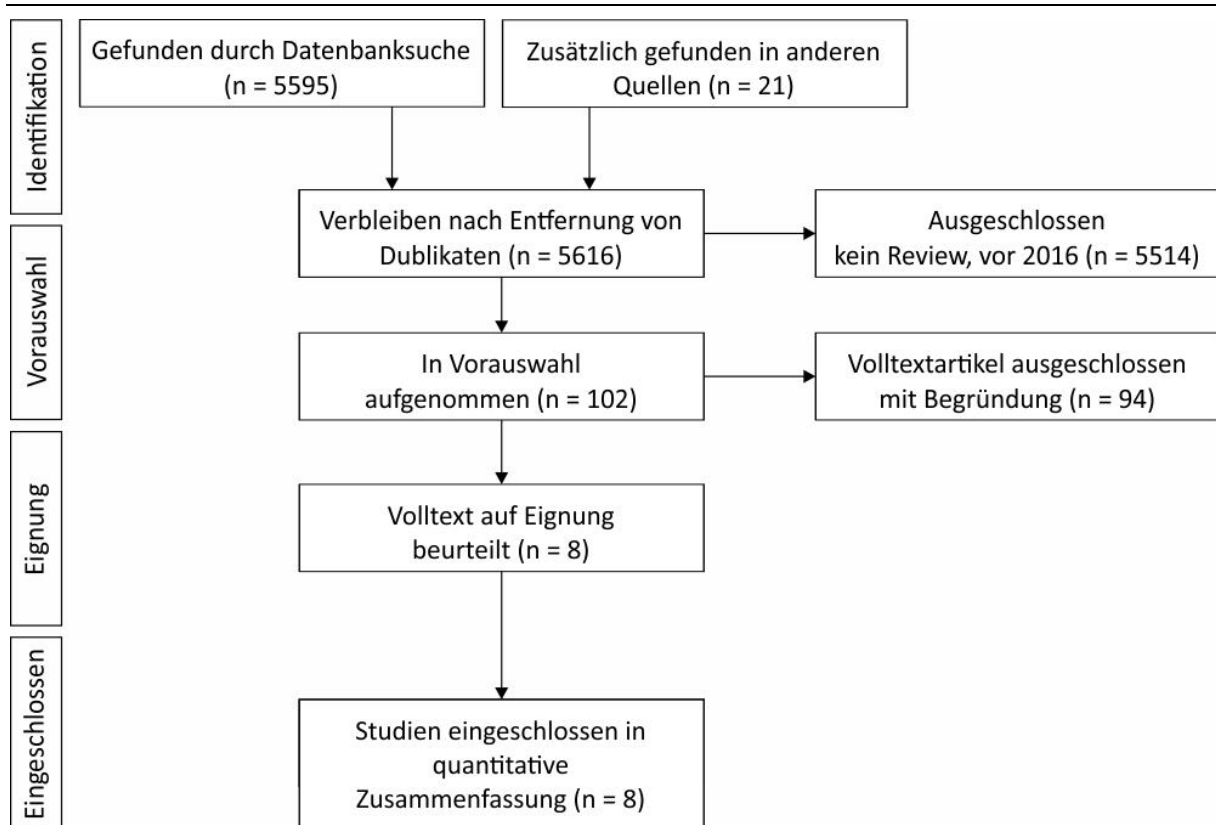 Identifikation
Gefunden durch Datenbanksuche
(n = 5595)
Zusätzlich gefunden in anderen
Quellen (n = 21)
Verbleiben nach Entfernung von
Dublikaten (n = 5616)
Ausgeschlossen
kein Review, vor 2016 (n = 5514)
Vorauswahl
In Vorauswahl
aufgenommen (n = 102)
Volltextartikel ausgeschlossen
mit Begründung (n = 94)
Eignung
Volltext auf Eignung
beurteilt (n = 8)
Eingeschlossen
Studien eingeschlossen in
quantitative
Zusammenfassung (n = 8)